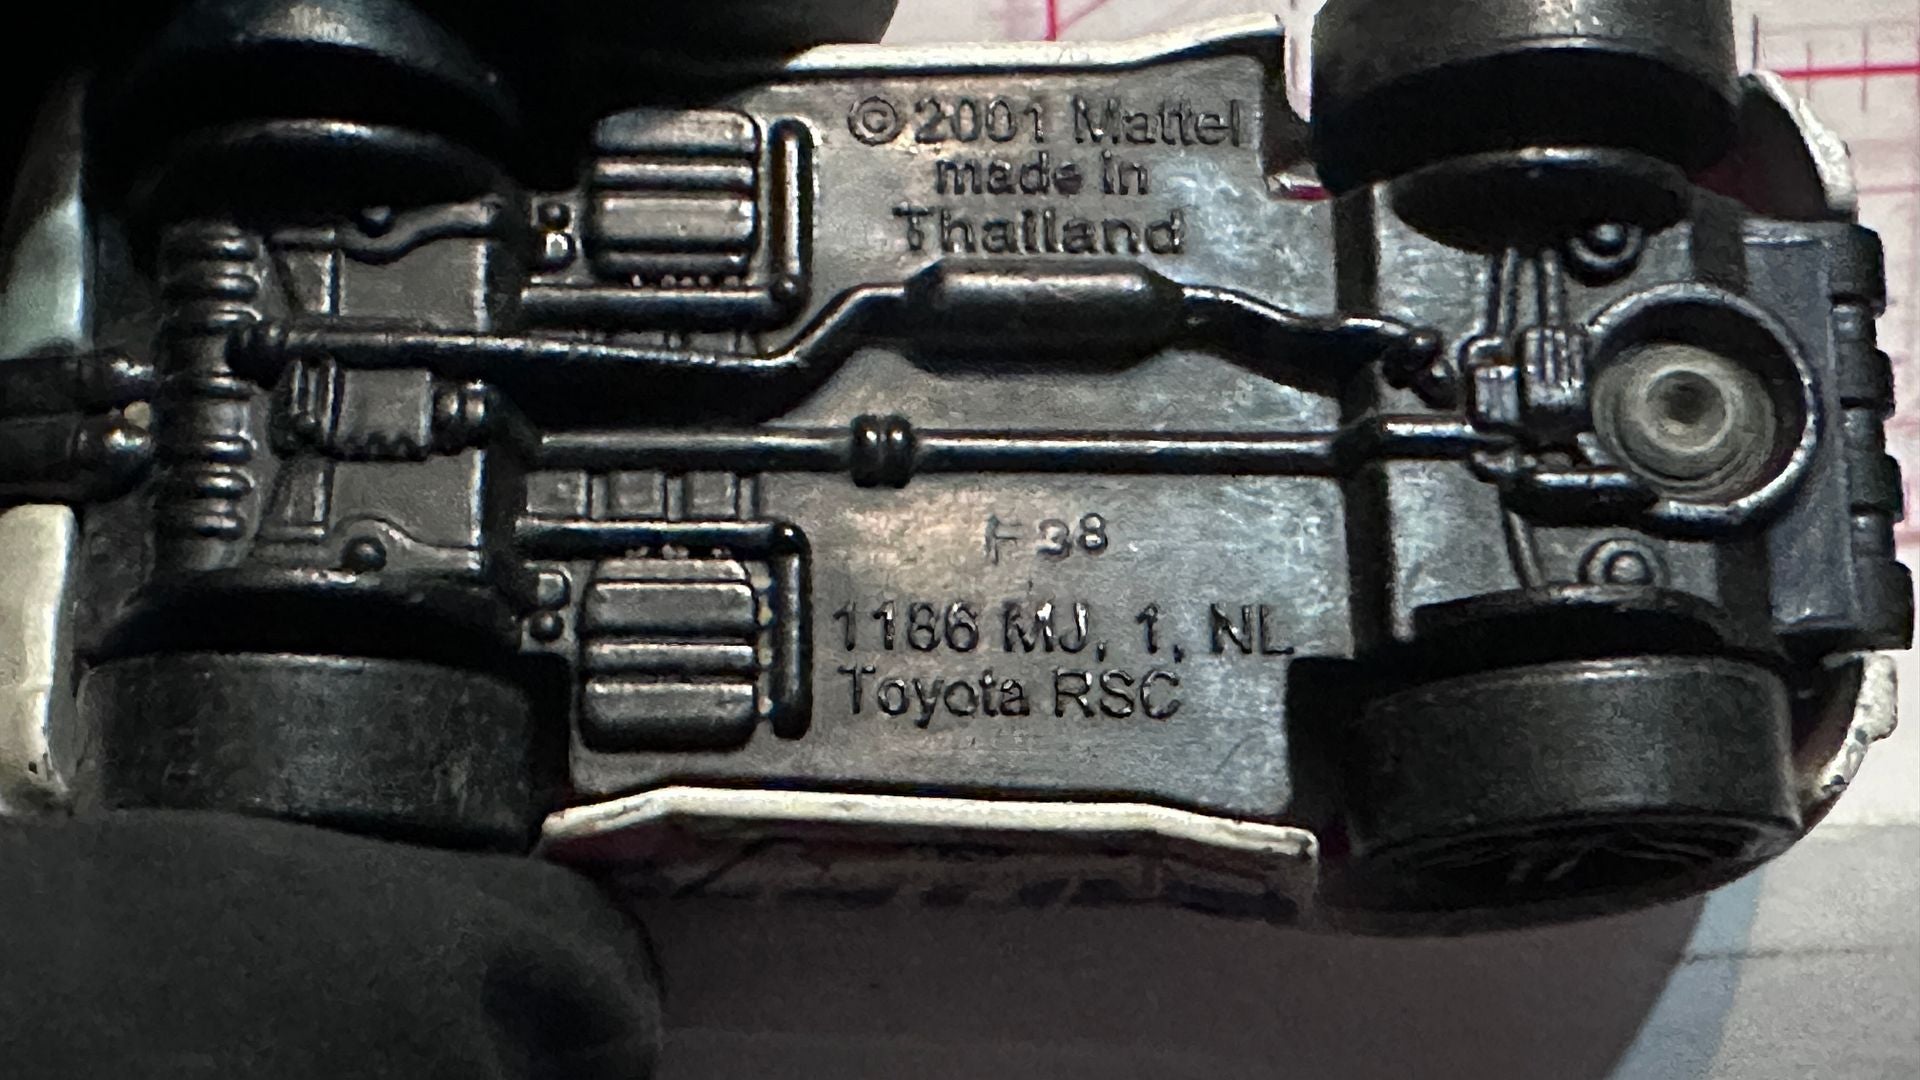 ©2001 Mattel
made in
Thailand
F38
1186 MJ, 1, NL
Toyota RSC